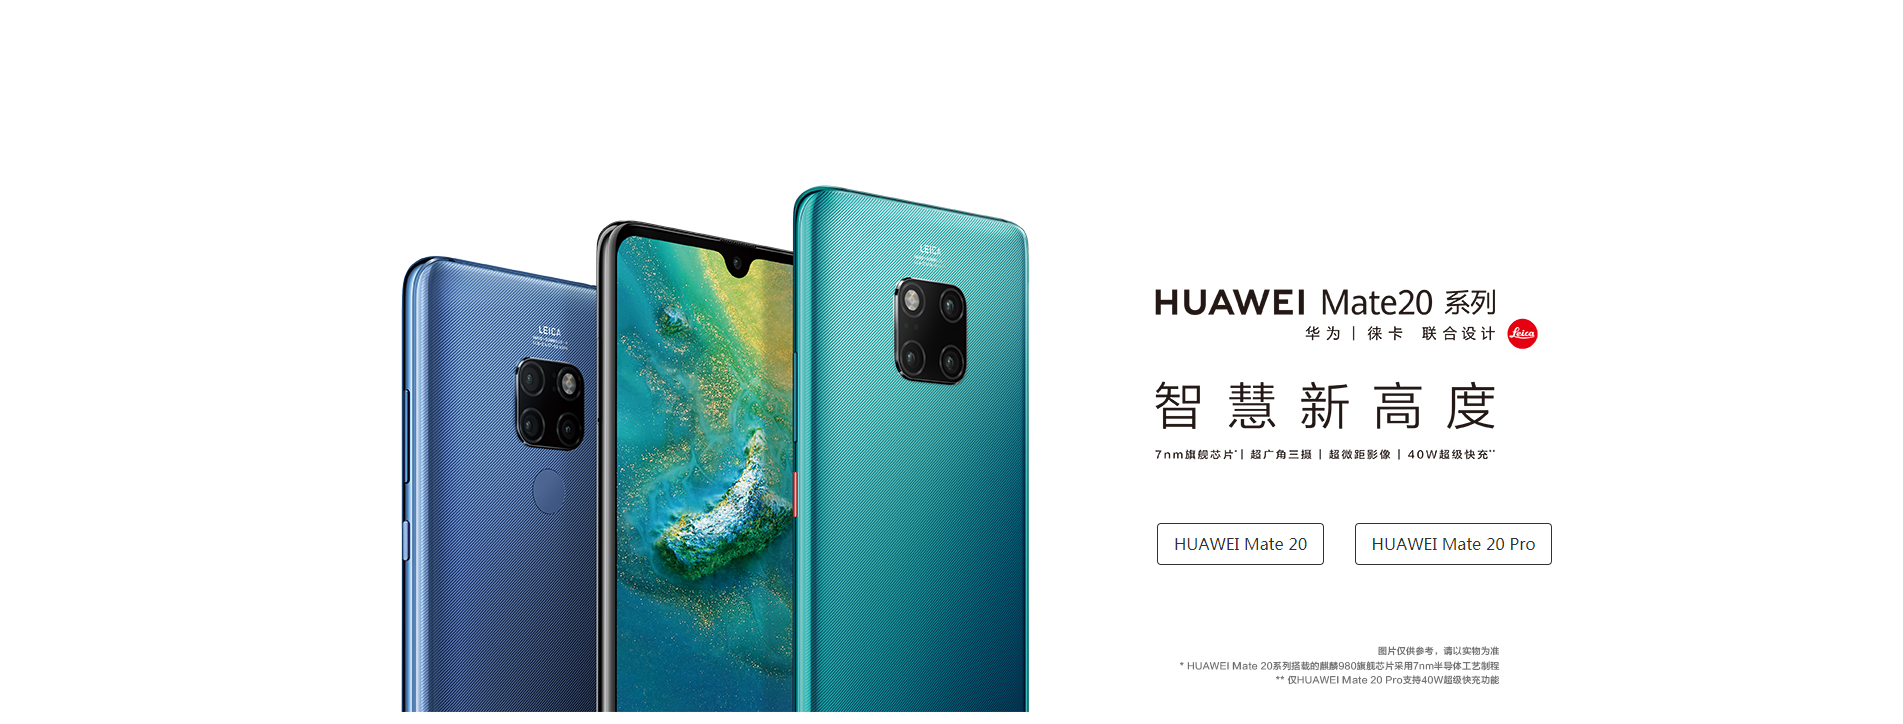 LEICA
LEICA
HUAWEI Mate20 系列
华为 | 徕卡 联合设计
Leica
智慧新高度
7nm旗舰芯片* | 超广角三摄 | 超微距影像 | 40W超级快充**
HUAWEI Mate 20
HUAWEI Mate 20 Pro
图片仅供参考，请以实物为准
* HUAWEI Mate 20系列搭载的麒麟980旗舰芯片采用7nm半导体工艺制程
** 仅HUAWEI Mate 20 Pro支持40W超级快充功能